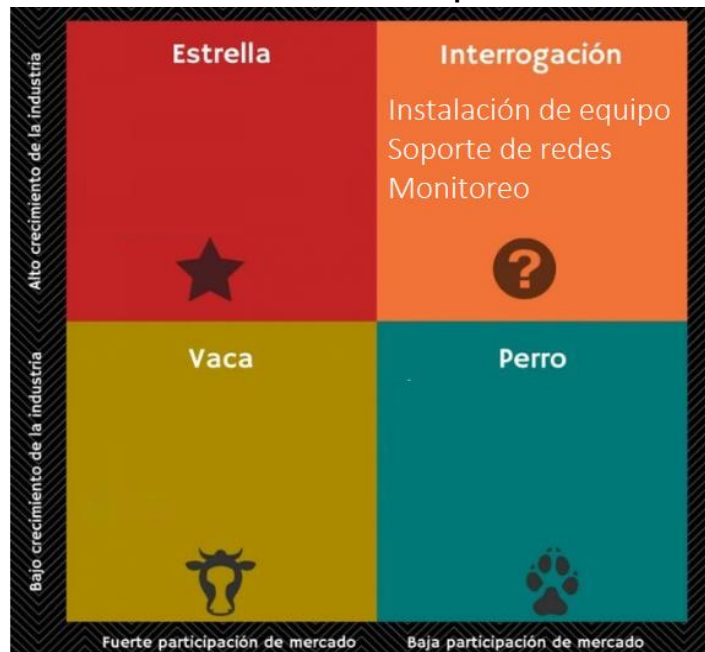 Alto crecimiento de la industria
Estrella
Interrogación
Instalación de equipo
Soporte de redes
Monitoreo
?
Bajo crecimiento de la industria
Vaca
Perro
Fuerte participación de mercado
Baja participación de mercado